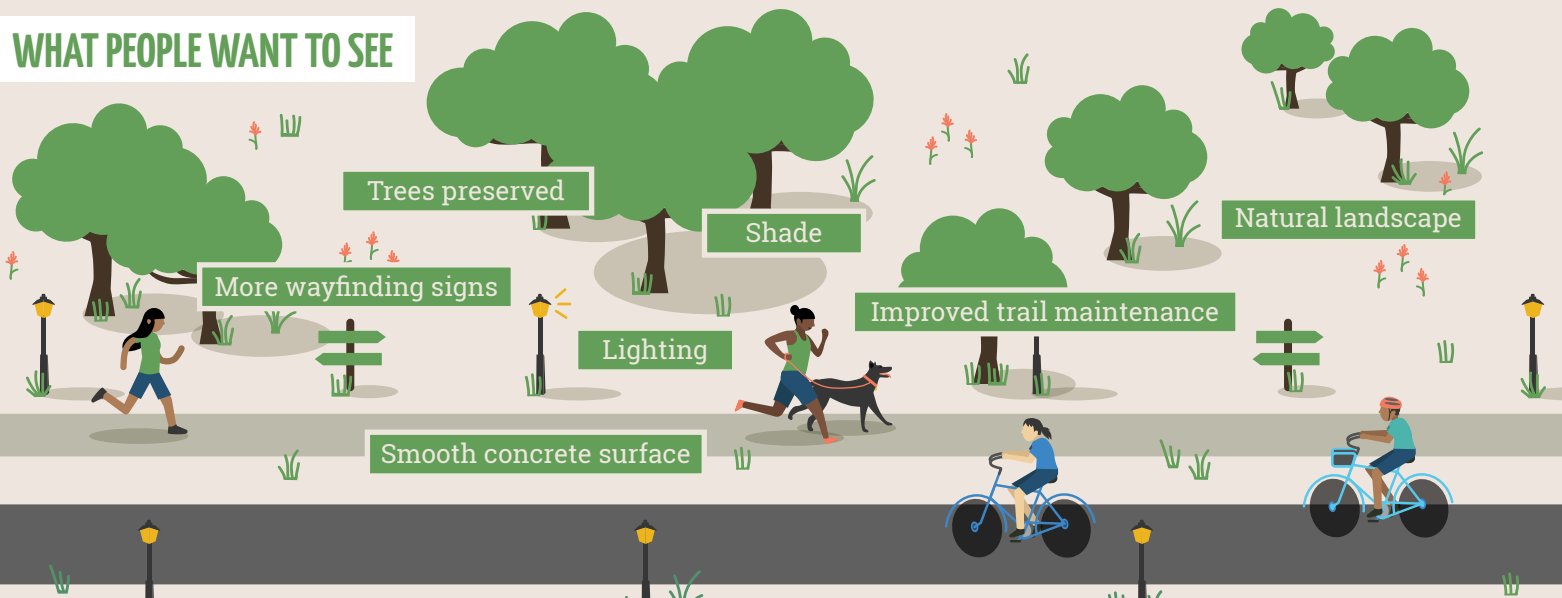 WHAT PEOPLE WANT TO SEE
Trees preserved
Shade
Natural landscape
More wayfinding signs
Improved trail maintenance
Lighting
Smooth concrete surface